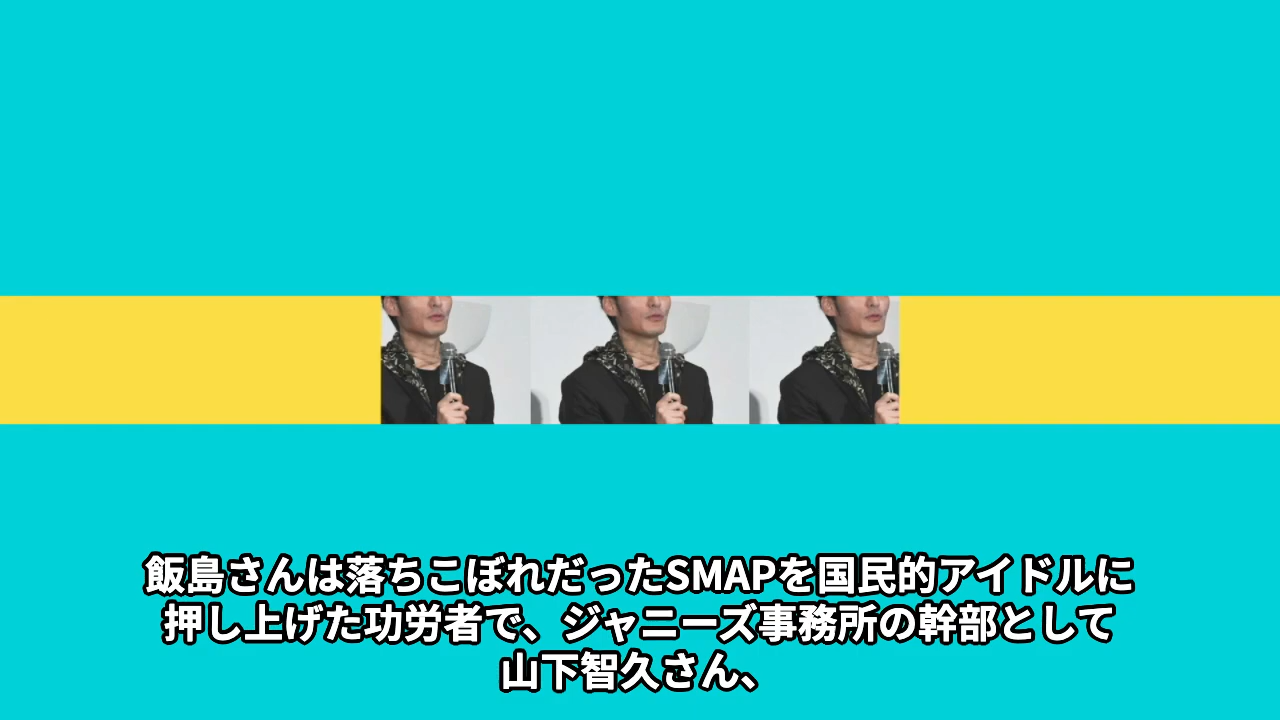 飯島さんは落ちこぼれだったSMAPを国民的アイドルに
押し上げた功労者で、ジャニーズ事務所の幹部として
山下智久さん、